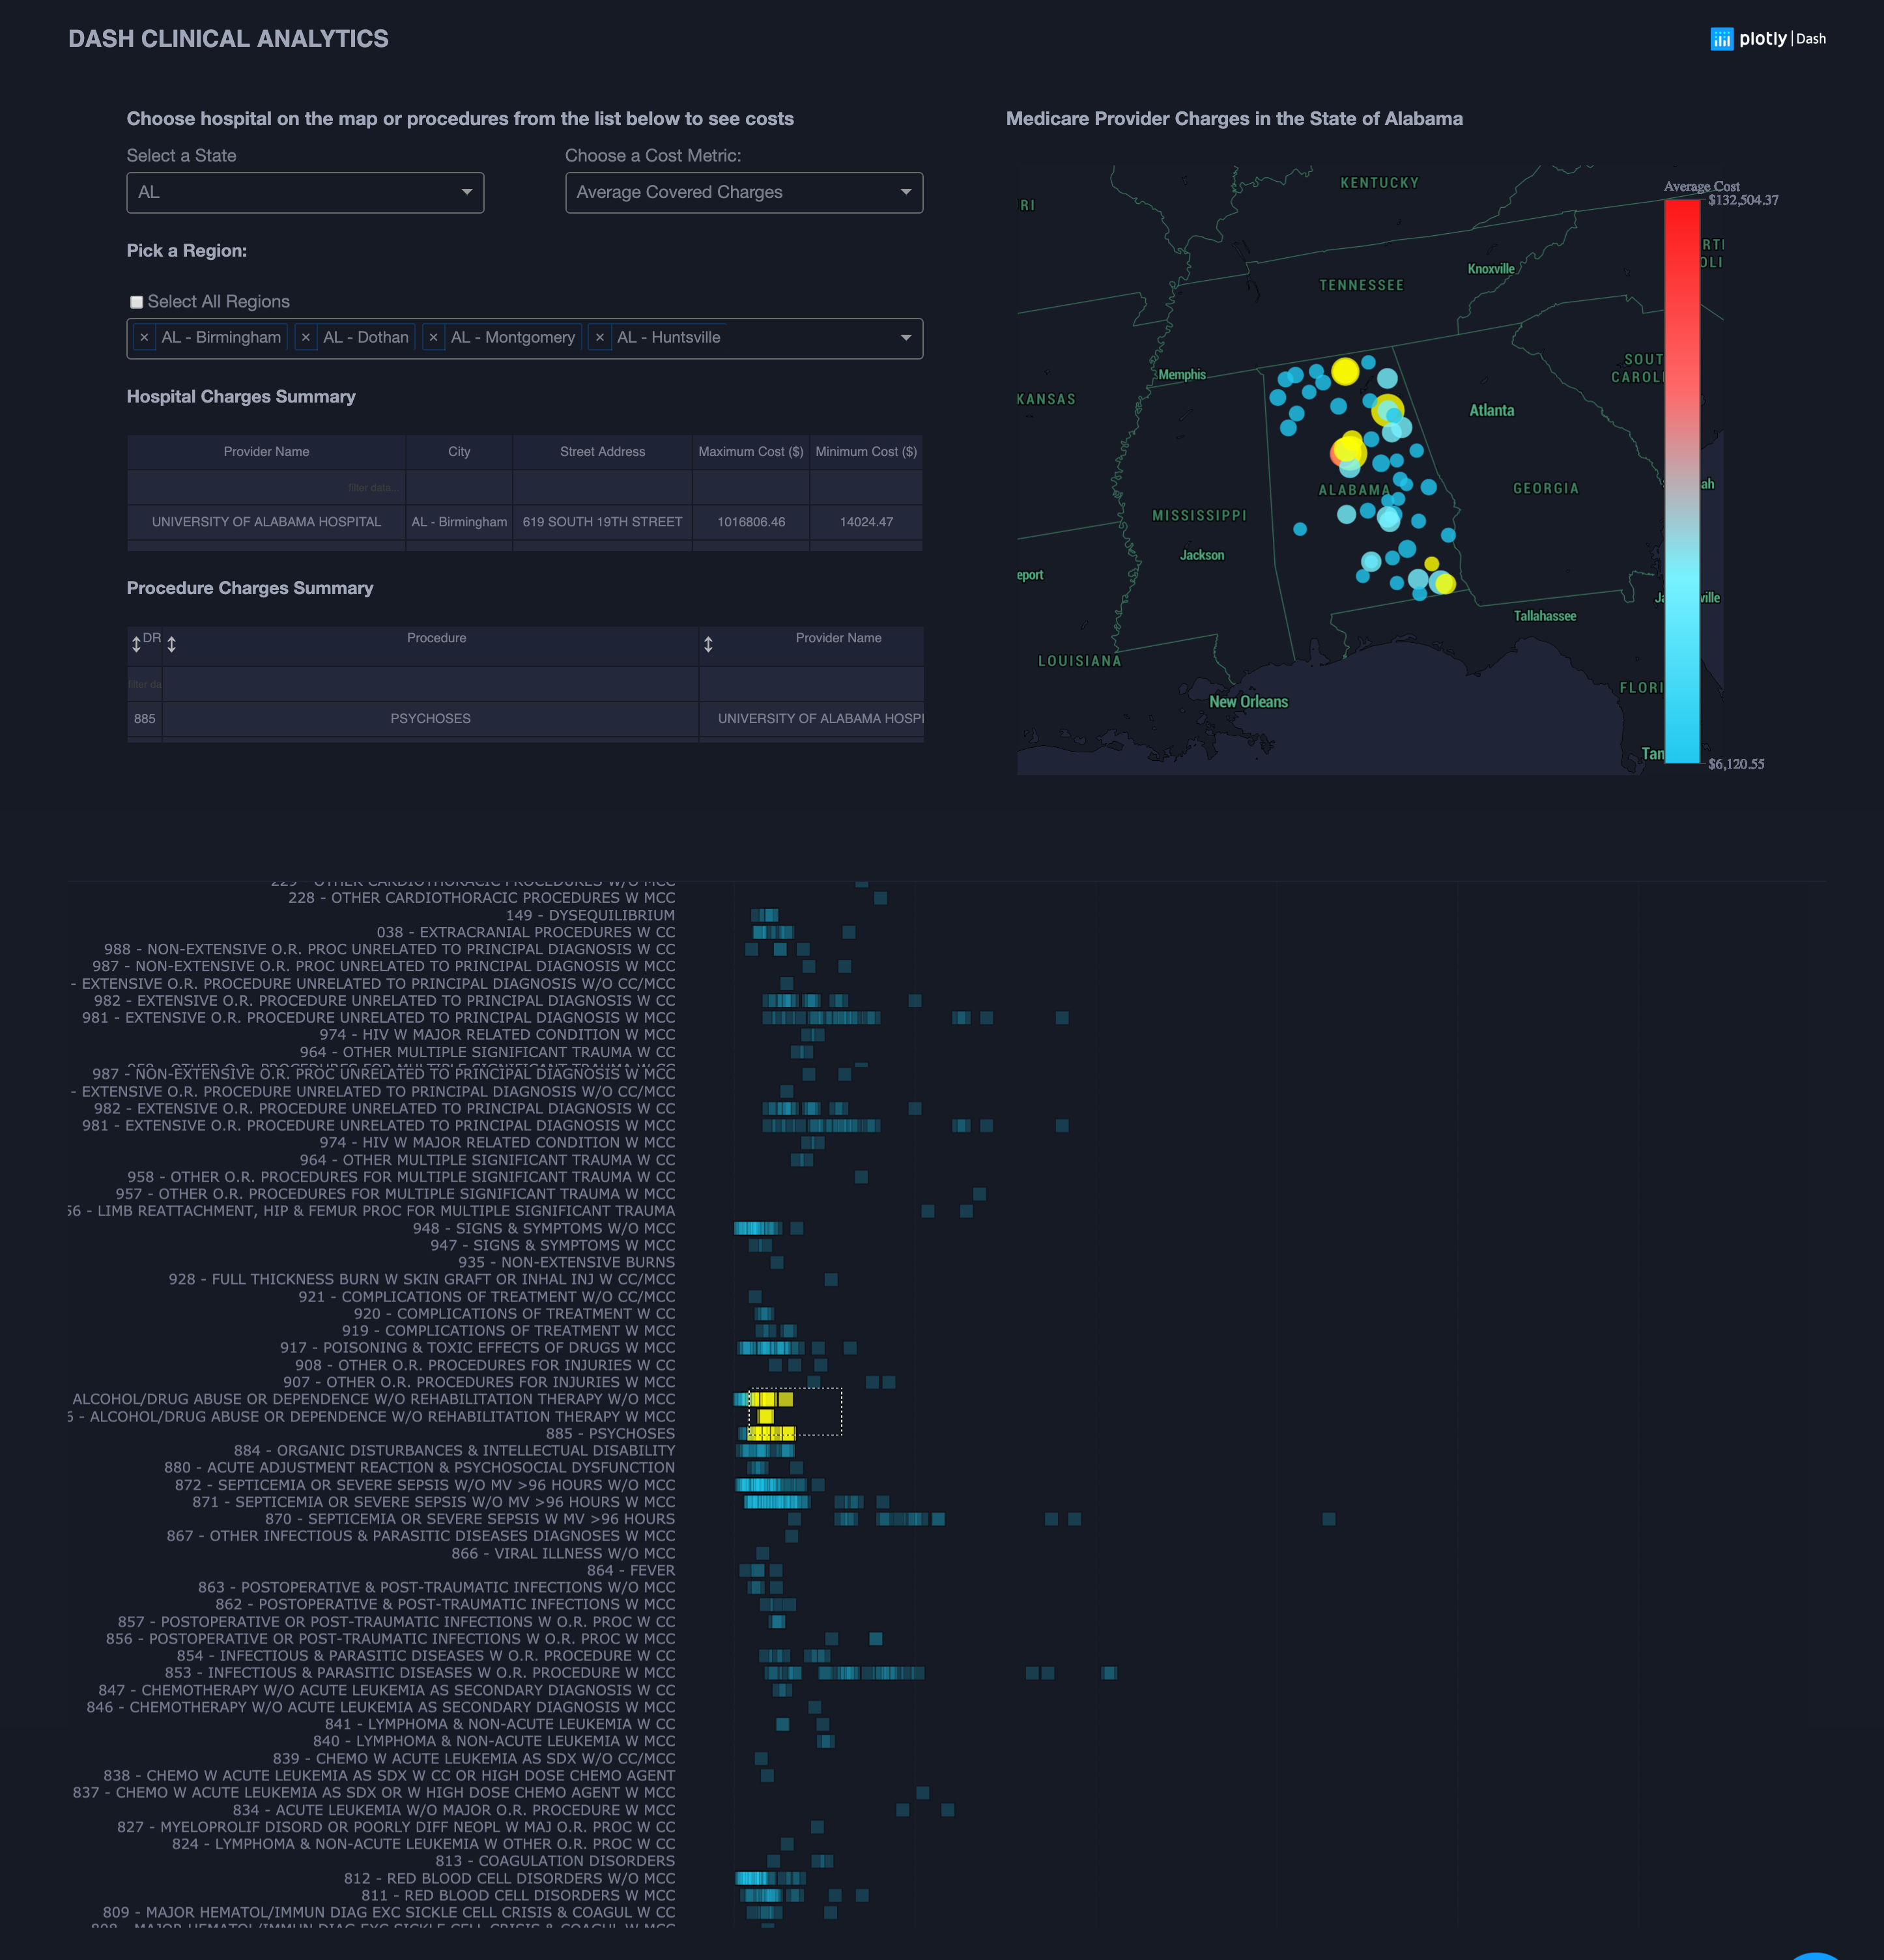 DASH CLINICAL ANALYTICS
plotly | Dash
Choose hospital on the map or procedures from the list below to see costs
Select a State
Choose a Cost Metric:
AL
Average Covered Charges
Pick a Region:
Select All Regions
× AL - Birmingham × AL - Dothan × AL - Montgomery × AL - Huntsville
Hospital Charges Summary
Provider Name City Street Address Maximum Cost ($) Minimum Cost ($)
filter data...
UNIVERSITY OF ALABAMA HOSPITAL AL - Birmingham 619 SOUTH 19TH STREET 1016806.46 14024.47
Procedure Charges Summary
DR Procedure Provider Name
filter da
885 PSYCHOSES UNIVERSITY OF ALABAMA HOSPI
Medicare Provider Charges in the State of Alabama
KENTUCKY
RI
Average Cost
$132,504.37
RTI
OLI
Knoxville
TENNESSEE
SOUT
CAROL
Memphis
KANSAS
Atlanta
ALABAMA
GEORGIA
ah
MISSISSIPPI
Jackson
eport
Ja ville
Tallahassee
LOUISIANA
FLORI
New Orleans
Tan
$6,120.55
229 - OTHER CARDIOTHORACIC PROCEDURES W/O MCC
228 - OTHER CARDIOTHORACIC PROCEDURES W MCC
149 - DYSEQUILIBRIUM
038 - EXTRACRANIAL PROCEDURES W CC
988 - NON-EXTENSIVE O.R. PROC UNRELATED TO PRINCIPAL DIAGNOSIS W CC
987 - NON-EXTENSIVE O.R. PROC UNRELATED TO PRINCIPAL DIAGNOSIS W MCC
- EXTENSIVE O.R. PROCEDURE UNRELATED TO PRINCIPAL DIAGNOSIS W/O CC/MCC
982 - EXTENSIVE O.R. PROCEDURE UNRELATED TO PRINCIPAL DIAGNOSIS W CC
981 - EXTENSIVE O.R. PROCEDURE UNRELATED TO PRINCIPAL DIAGNOSIS W MCC
974 - HIV W MAJOR RELATED CONDITION W MCC
964 - OTHER MULTIPLE SIGNIFICANT TRAUMA W CC
987 - NON-EXTENSIVE O.R. PROC UNRELATED TO PRINCIPAL DIAGNOSIS W MCC
- EXTENSIVE O.R. PROCEDURE UNRELATED TO PRINCIPAL DIAGNOSIS W/O CC/MCC
982 - EXTENSIVE O.R. PROCEDURE UNRELATED TO PRINCIPAL DIAGNOSIS W CC
981 - EXTENSIVE O.R. PROCEDURE UNRELATED TO PRINCIPAL DIAGNOSIS W MCC
974 - HIV W MAJOR RELATED CONDITION W MCC
964 - OTHER MULTIPLE SIGNIFICANT TRAUMA W CC
958 - OTHER O.R. PROCEDURES FOR MULTIPLE SIGNIFICANT TRAUMA W CC
957 - OTHER O.R. PROCEDURES FOR MULTIPLE SIGNIFICANT TRAUMA W MCC
56 - LIMB REATTACHMENT, HIP & FEMUR PROC FOR MULTIPLE SIGNIFICANT TRAUMA
948 - SIGNS & SYMPTOMS W/O MCC
947 - SIGNS & SYMPTOMS W MCC
935 - NON-EXTENSIVE BURNS
928 - FULL THICKNESS BURN W SKIN GRAFT OR INHAL INJ W CC/MCC
921 - COMPLICATIONS OF TREATMENT W/O CC/MCC
920 - COMPLICATIONS OF TREATMENT W CC
919 - COMPLICATIONS OF TREATMENT W MCC
917 - POISONING & TOXIC EFFECTS OF DRUGS W MCC
908 - OTHER O.R. PROCEDURES FOR INJURIES W CC
907 - OTHER O.R. PROCEDURES FOR INJURIES W MCC
ALCOHOL/DRUG ABUSE OR DEPENDENCE W/O REHABILITATION THERAPY W/O MCC
6 - ALCOHOL/DRUG ABUSE OR DEPENDENCE W/O REHABILITATION THERAPY W MCC
885 - PSYCHOSES
884 - ORGANIC DISTURBANCES & INTELLECTUAL DISABILITY
880 - ACUTE ADJUSTMENT REACTION & PSYCHOSOCIAL DYSFUNCTION
872 - SEPTICEMIA OR SEVERE SEPSIS W/O MV >96 HOURS W/O MCC
871 - SEPTICEMIA OR SEVERE SEPSIS W/O MV >96 HOURS W MCC
870 - SEPTICEMIA OR SEVERE SEPSIS W MV >96 HOURS
867 - OTHER INFECTIOUS & PARASITIC DISEASES DIAGNOSES W MCC
866 - VIRAL ILLNESS W/O MCC
864 - FEVER
863 - POSTOPERATIVE & POST-TRAUMATIC INFECTIONS W/O MCC
862 - POSTOPERATIVE & POST-TRAUMATIC INFECTIONS W MCC
857 - POSTOPERATIVE OR POST-TRAUMATIC INFECTIONS W O.R. PROC W CC
856 - POSTOPERATIVE OR POST-TRAUMATIC INFECTIONS W O.R. PROC W MCC
854 - INFECTIOUS & PARASITIC DISEASES W O.R. PROCEDURE W CC
853 - INFECTIOUS & PARASITIC DISEASES W O.R. PROCEDURE W MCC
847 - CHEMOTHERAPY W/O ACUTE LEUKEMIA AS SECONDARY DIAGNOSIS W CC
846 - CHEMOTHERAPY W/O ACUTE LEUKEMIA AS SECONDARY DIAGNOSIS W MCC
841 - LYMPHOMA & NON-ACUTE LEUKEMIA W CC
840 - LYMPHOMA & NON-ACUTE LEUKEMIA W MCC
839 - CHEMO W ACUTE LEUKEMIA AS SDX W/O CC/MCC
838 - CHEMO W ACUTE LEUKEMIA AS SDX W CC OR HIGH DOSE CHEMO AGENT
837 - CHEMO W ACUTE LEUKEMIA AS SDX OR W HIGH DOSE CHEMO AGENT W MCC
834 - ACUTE LEUKEMIA W/O MAJOR O.R. PROCEDURE W MCC
827 - MYELOPROLIF DISORD OR POORLY DIFF NEOPL W MAJ O.R. PROC W CC
824 - LYMPHOMA & NON-ACUTE LEUKEMIA W OTHER O.R. PROC W CC
813 - COAGULATION DISORDERS
812 - RED BLOOD CELL DISORDERS W/O MCC
811 - RED BLOOD CELL DISORDERS W MCC
809 - MAJOR HEMATOL/IMMUN DIAG EXC SICKLE CELL CRISIS & COAGUL W CC
808 - MAJOR HEMATOL/IMMUN DIAG EXC SICKLE CELL CRISIS & COAGUL W MCC